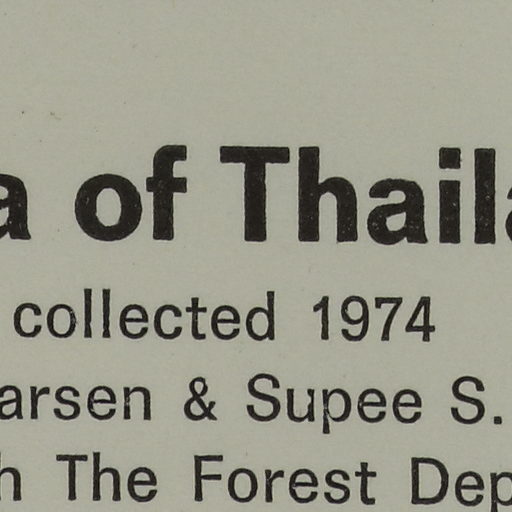 a of Thaila
collected 1974
arsen & Supee S.
h The Forest Dep